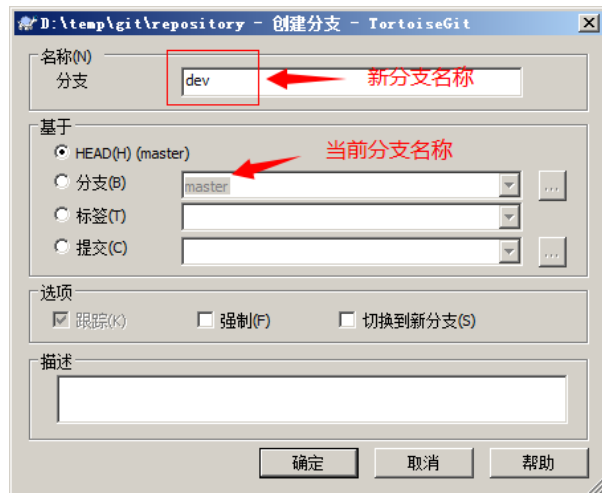 D:\temp\git\repository - 创建分支 - TortoiseGit
名称(N)
分支 dev 新分支名称
基于
HEAD(H) (master) 当前分支名称
分支(B) master ...
标签(T)
提交(C) ...
选项
跟踪(K) 强制(F) 切换到新分支(S)
描述
确定 取消 帮助